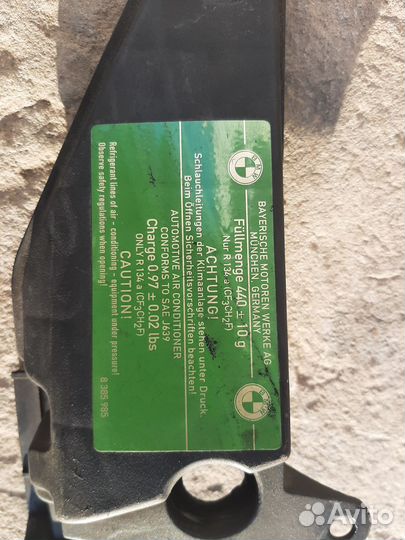 BAYERISCHE MOTOREN WERKE AG
MÜNCHEN, GERMANY
Füllmenge 440 ± 10 g
Nur R 134 a (CF3CH2F)
ACHTUNG!
Schlauchleitungen der Klimaanlage stehen unter Druck.
Beim Öffnen Sicherheitsvorschriften beachten!
AUTOMOTIVE AIR CONDITIONER
CONFORMS TO SAE J639
Charge 0.97 ± 0.02 lbs
ONLY R 134 a (CF3CH2F)
CAUTION!
Refrigerant lines of air - conditioning - equipment under pressure!
Observe safety regulations when opening!
8 385 985
BMW
BMW
Avito